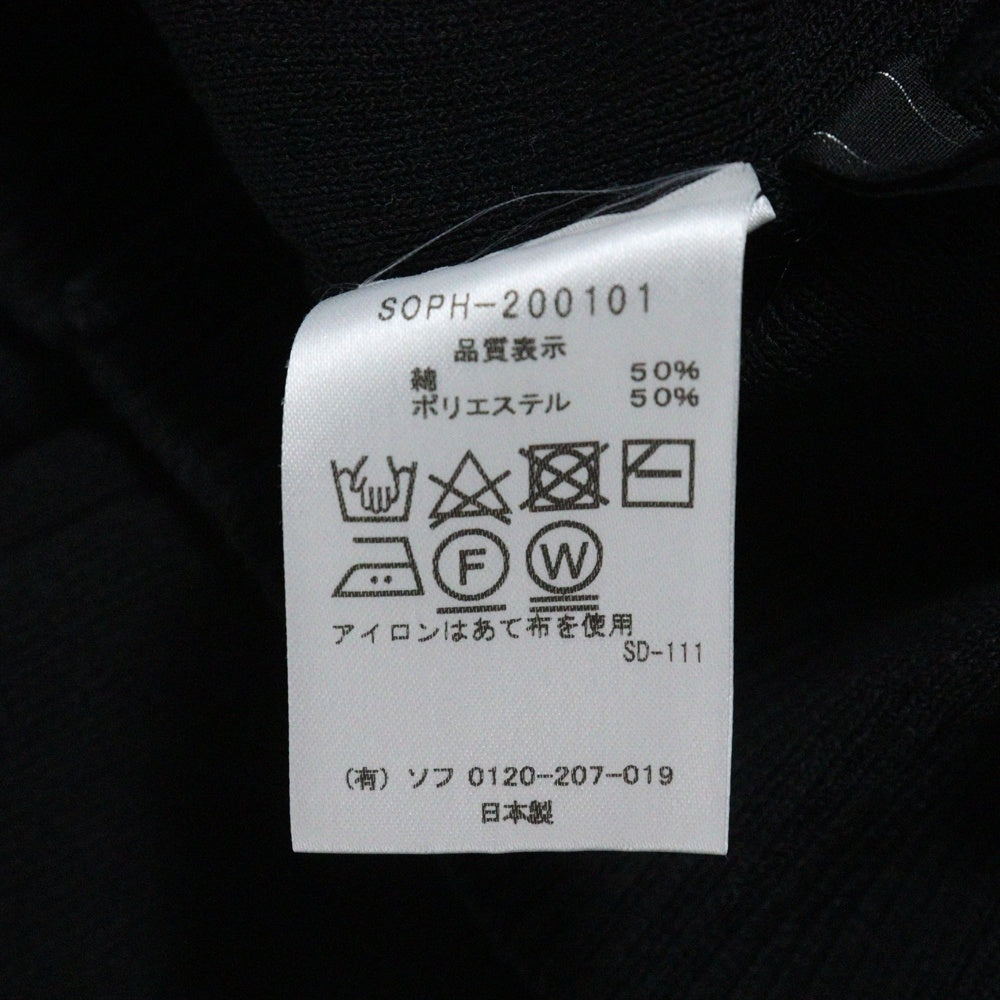 SOPH-200101
品質表示
綿 50%
ポリエステル 50%
F W
アイロンはあて布を使用
SD-111
(有) ソフ 0120-207-019
日本製